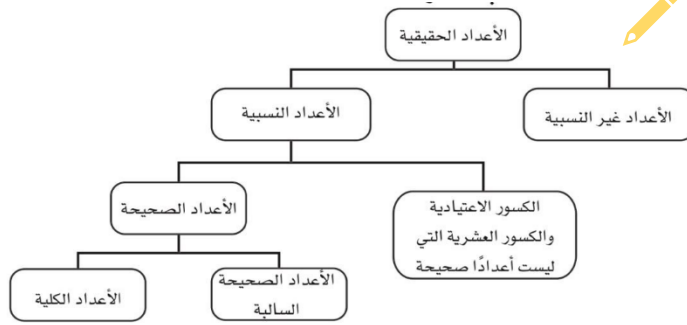 الأعداد الحقيقية
الأعداد غير النسبية
الأعداد النسبية
الكسور الاعتيادية
والكسور العشرية التي
ليست أعدادًا صحيحة
الأعداد الصحيحة
الأعداد الصحيحة
السالبة
الأعداد الكلية